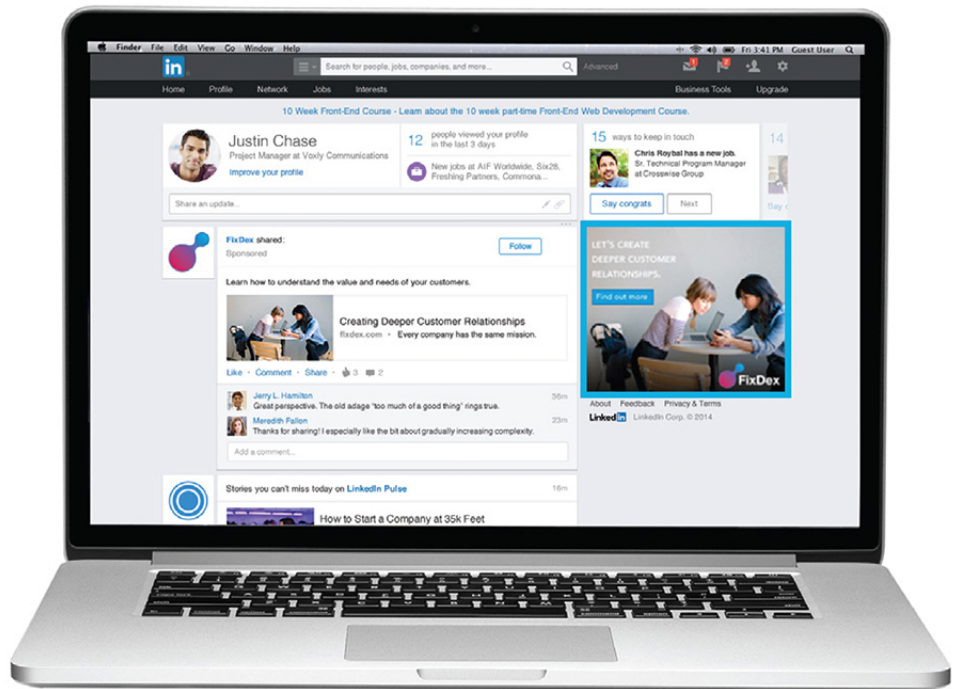 Finder File Edit View Go Window Help
Fri 3:41 PM Guest User
in
Search for people, jobs, companies, and more...
Advanced
1
2
Home Profile Network Jobs Interests
Business Tools Upgrade
10 Week Front-End Course - Learn about the 10 week part-time Front-End Web Development Course.
Justin Chase
Project Manager at Voxly Communications
Improve your profile
12 people viewed your profile
in the last 3 days
New jobs at AIF Worldwide, Six28,
Freshing Partners, Commona...
15 ways to keep in touch
Chris Roybal has a new job.
Sr. Technical Program Manager
at Crosswise Group
Say congrats
Next
14
Say c
Share an update...
FixDex shared:
Sponsored
Follow
Learn how to understand the value and needs of your customers.
Creating Deeper Customer Relationships
fixdex.com · Every company has the same mission.
Like · Comment · Share · 3 2
Jerry L. Hamilton 36m
Great perspective. The old adage "too much of a good thing" rings true.
Meredith Fallon 23m
Thanks for sharing! I especially like the bit about gradually increasing complexity.
Add a comment...
LET'S CREATE
DEEPER CUSTOMER
RELATIONSHIPS.
Find out more
FixDex
About Feedback Privacy & Terms
Linked in LinkedIn Corp. © 2014
Stories you can't miss today on LinkedIn Pulse 16m
How to Start a Company at 35k Feet